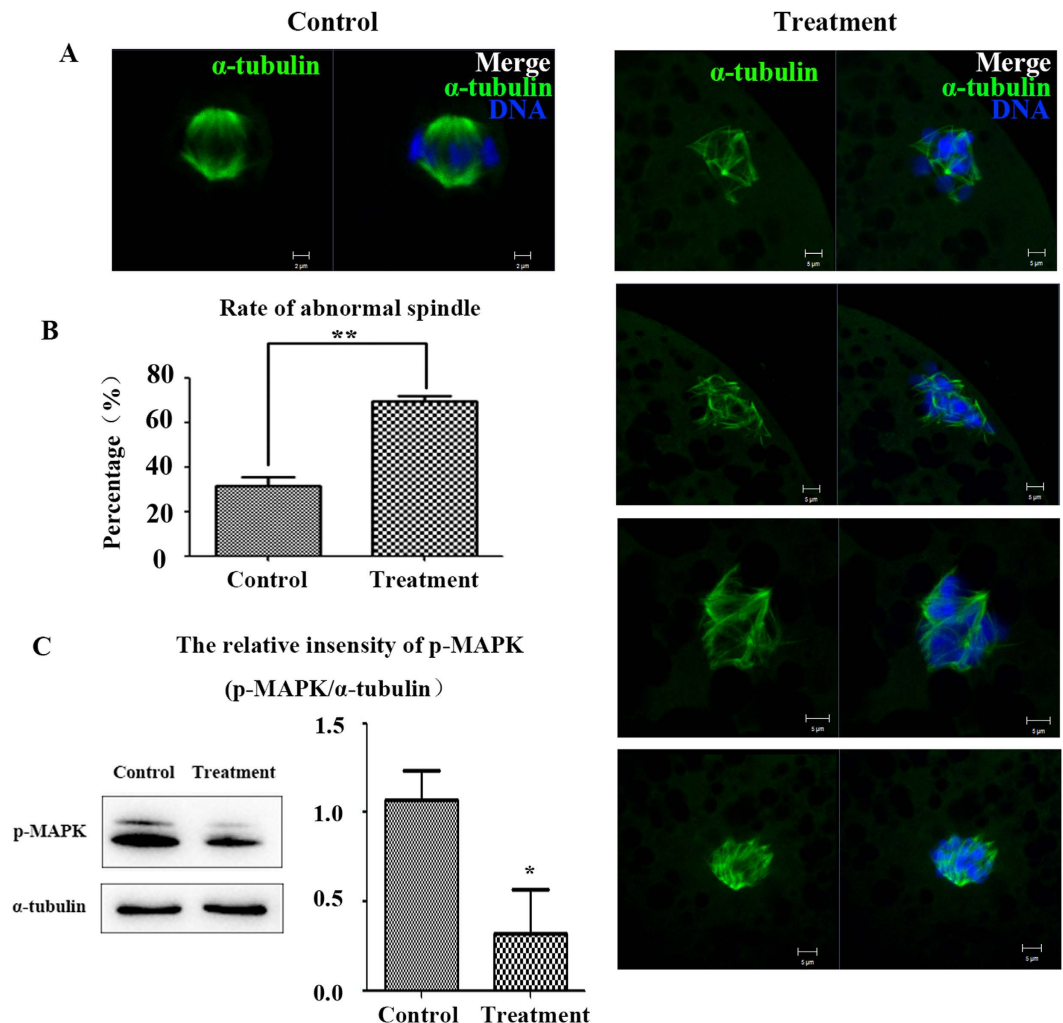 Control
Treatment
A
α-tubulin
Merge
α-tubulin
DNA
2 µm
2 µm
α-tubulin
Merge
α-tubulin
DNA
5 µm
5 µm
5 µm
5 µm
5 µm
5 µm
5 µm
5 µm
B
Rate of abnormal spindle
**
Percentage（%）
80
60
40
20
0
Control
Treatment
C
The relative insensity of p-MAPK
(p-MAPK/α-tubulin）
Control Treatment
p-MAPK
α-tubulin
1.5
1.0
0.5
0.0
*
Control
Treatment